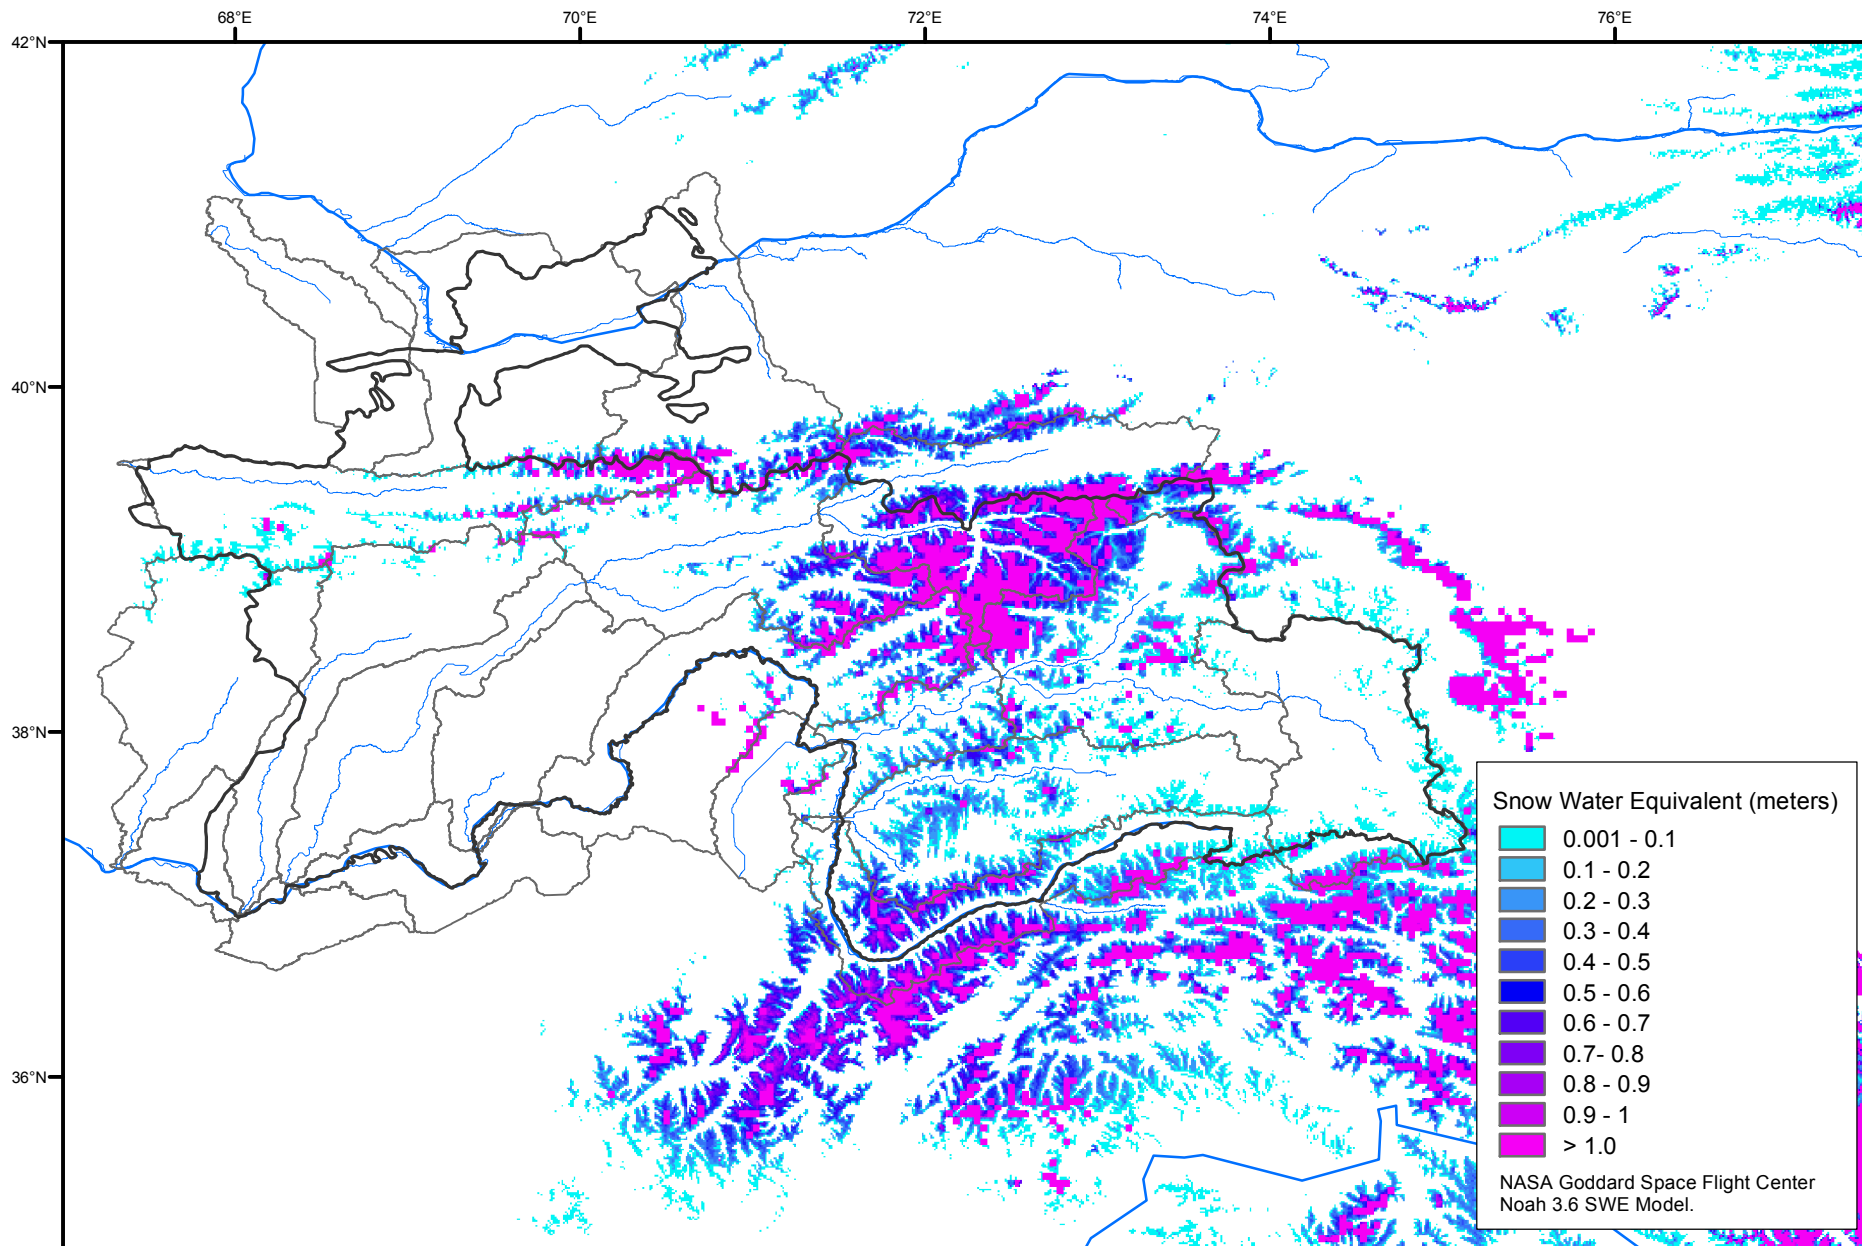 68°E
70°E
72°E
74°E
76°E
42°N
40°N
38°N
36°N
Snow Water Equivalent (meters)
0.001 - 0.1
0.1 - 0.2
0.2 - 0.3
0.3 - 0.4
0.4 - 0.5
0.5 - 0.6
0.6 - 0.7
0.7- 0.8
0.8 - 0.9
0.9 - 1
> 1.0
NASA Goddard Space Flight Center
Noah 3.6 SWE Model.